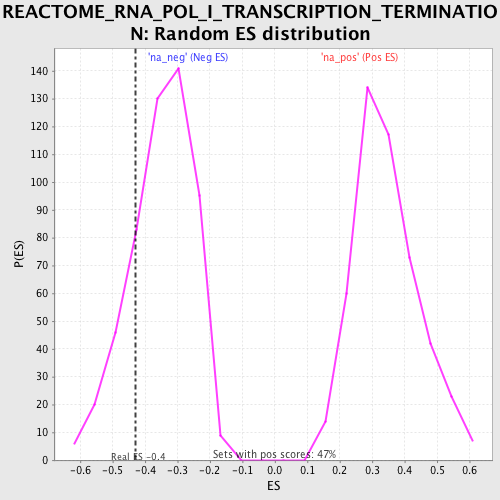 REACTOME_RNA_POL_I_TRANSCRIPTION_TERMINATIO
N: Random ES distribution
'na_neg' (Neg ES)
'na_pos' (Pos ES)
140
130
120
110
100
90
80
70
60
50
40
30
20
10
0
P(ES)
Real ES -0.4
Sets with pos scores: 47%
-0.6 -0.5 -0.4 -0.3 -0.2 -0.1 0.0 0.1 0.2 0.3 0.4 0.5 0.6
ES